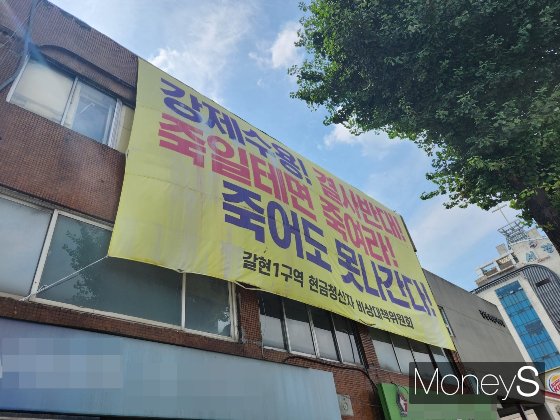 강제수용! 결사반대!
죽일테면 죽여라!
죽어도 못나간다!
갈현1구역 현금청산자 비상대책위원회
MoneyS